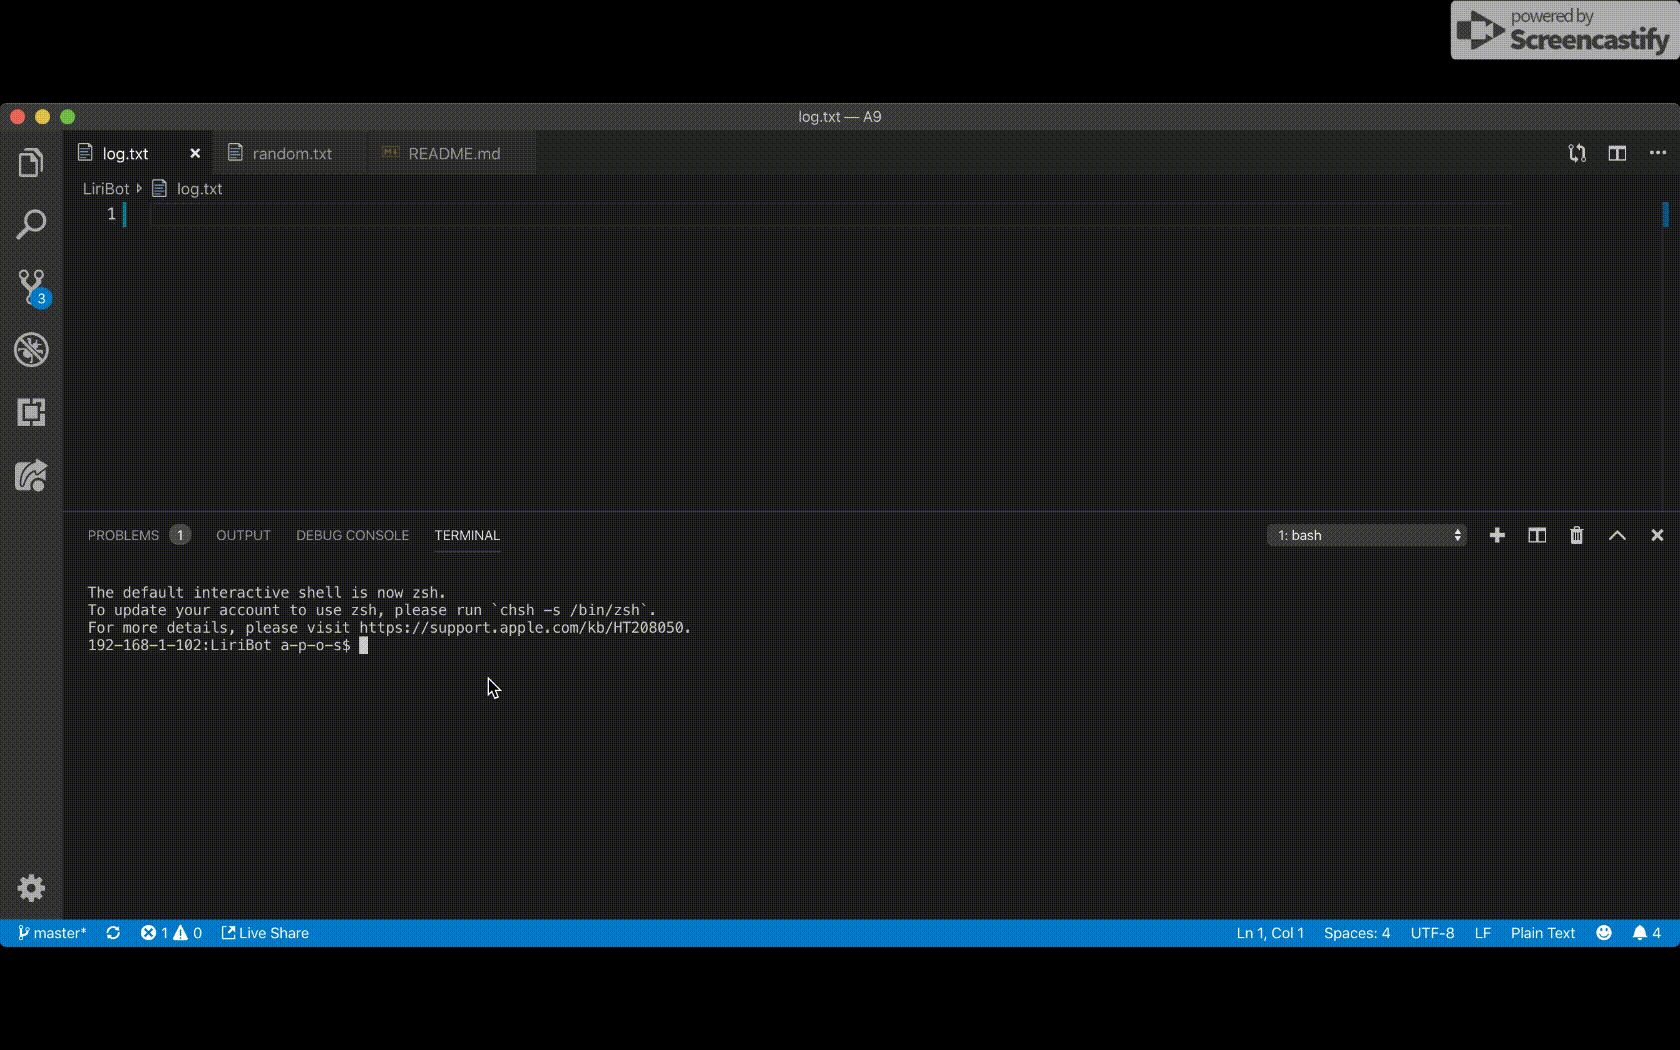 powered by
Screencastify
log.txt — A9
log.txt
random.txt
README.md
LiriBot log.txt
1
3
PROBLEMS 1 OUTPUT DEBUG CONSOLE TERMINAL
1: bash
The default interactive shell is now zsh.
To update your account to use zsh, please run `chsh -s /bin/zsh`.
For more details, please visit https://support.apple.com/kb/HT208050.
192-168-1-102:LiriBot a-p-o-s$
master* 1 0 Live Share
Ln 1, Col 1 Spaces: 4 UTF-8 LF Plain Text 4